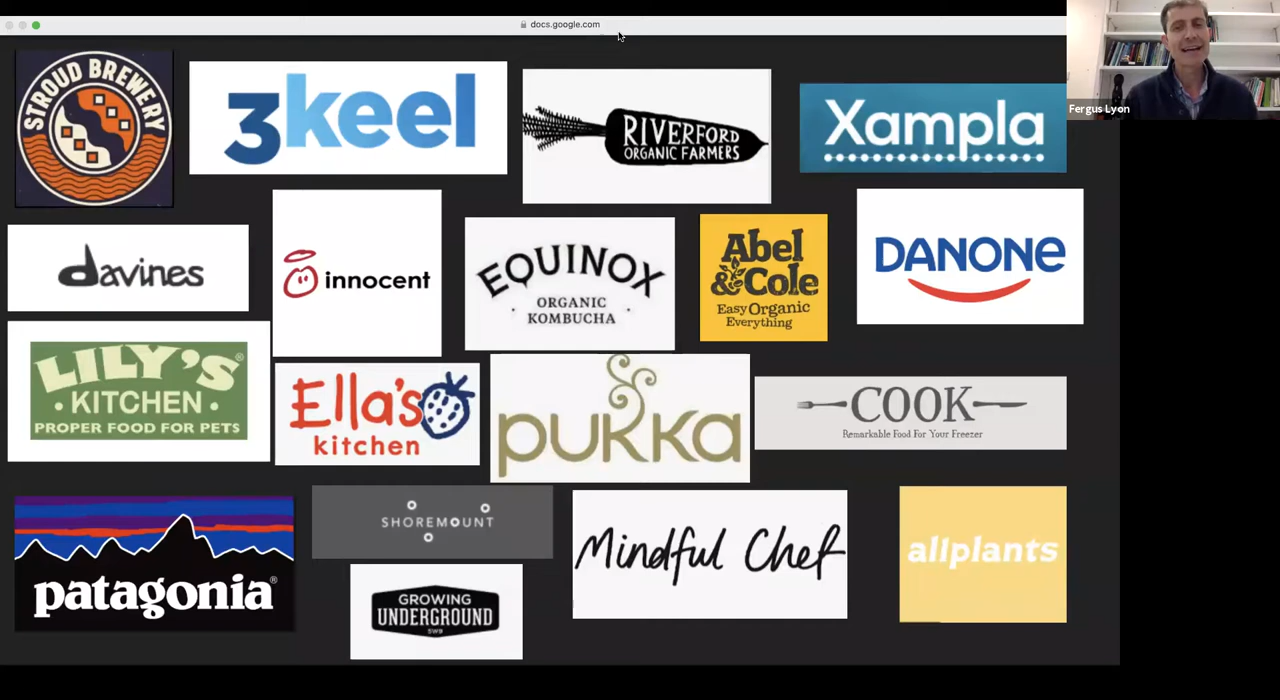 docs.google.com
Fergus Lyon
STROUD BREWERY
3keel
RIVERFORD
ORGANIC FARMERS
Xampla
davines
innocent
EQUINOX
ORGANIC
KOMBUCHA
Abel
&Cole
Easy Organic
Everything
DANONE
LILY'S®
KITCHEN
PROPER FOOD FOR PETS
Ella's
kitchen
pukka
COOK
Remarkable Food For Your Freezer
patagonia®
SHOREMOUNT
GROWING
UNDERGROUND
SW9
Mindful Chef
allplants